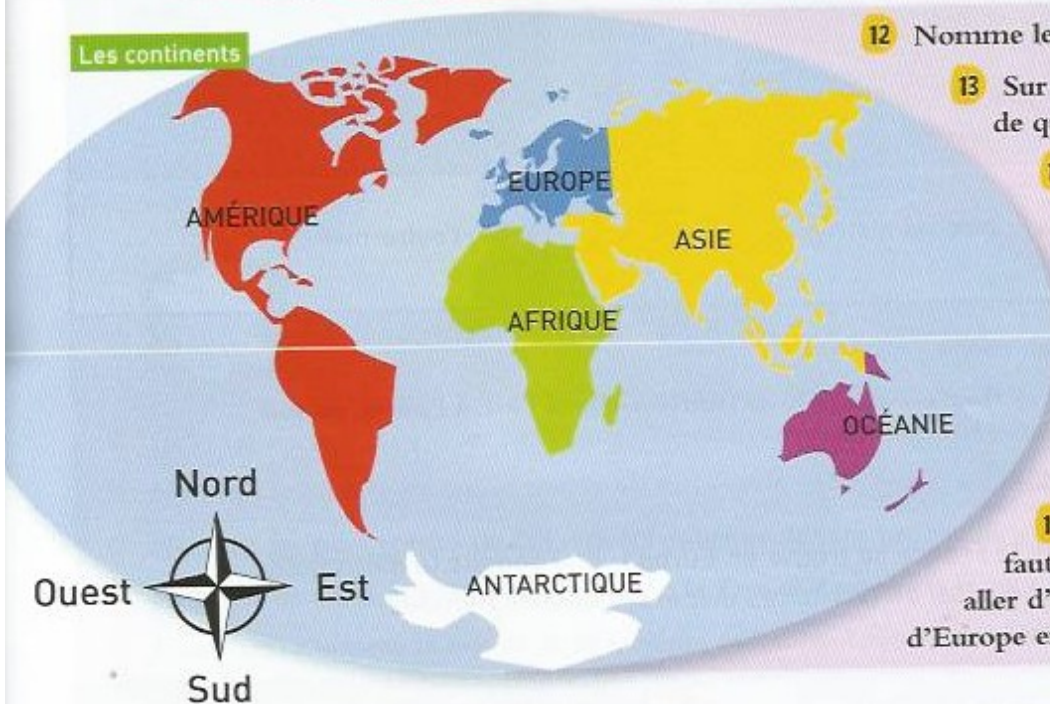 Les continents
12 Nomme le
13 Sur
de q
AMÉRIQUE
EUROPE
ASIE
AFRIQUE
OCÉANIE
Nord
Ouest
Est
Sud
ANTARCTIQUE
faut
aller d'
d'Europe e